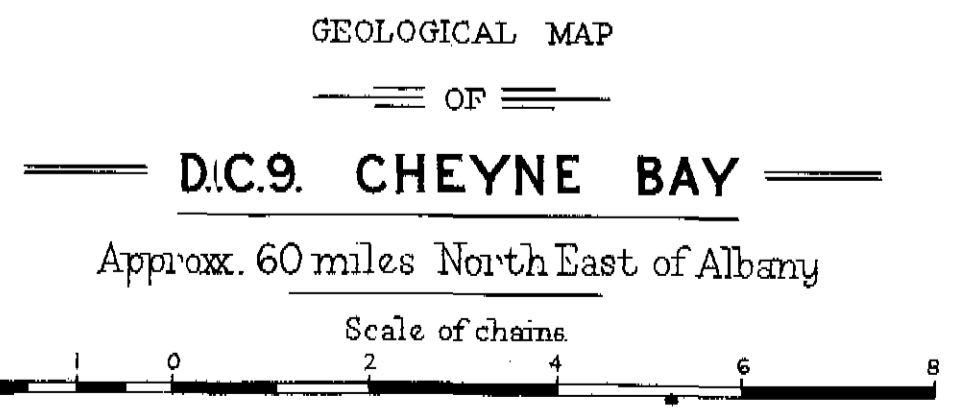 GEOLOGICAL MAP
OF
D.C.9. CHEYNE BAY
Approx. 60 miles North East of Albany
Scale of chains.
1 0 2 4 6 8